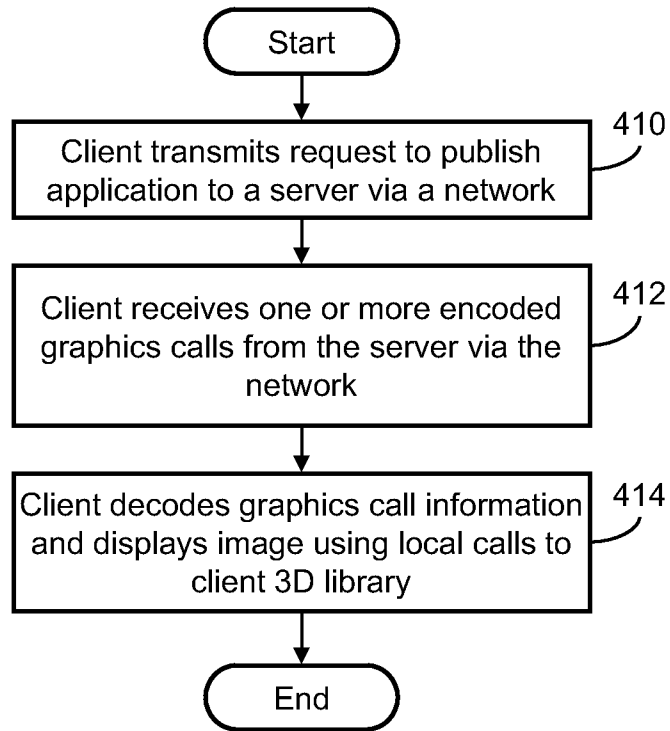 Start
410
Client transmits request to publish
application to a server via a network
412
Client receives one or more encoded
graphics calls from the server via the
network
414
Client decodes graphics call information
and displays image using local calls to
client 3D library
End